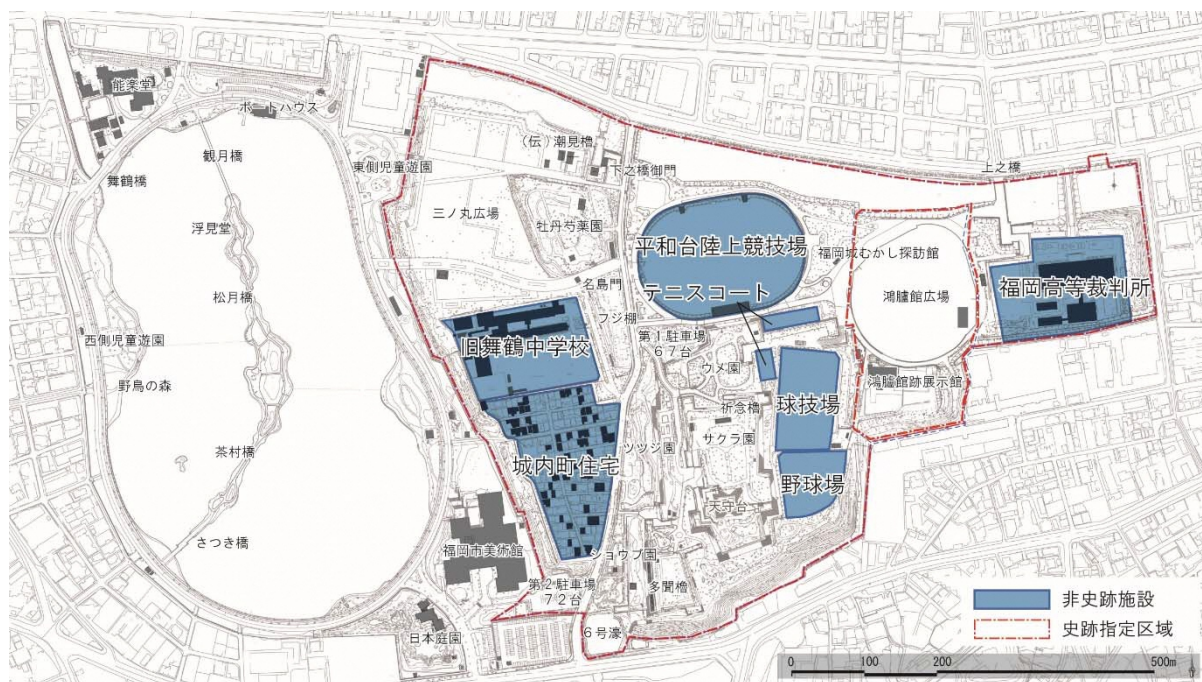 能楽堂
ボートハウス
観月橋
舞鶴橋
東側児童遊園
浮見堂
松月橋
西側児童遊園
野鳥の森
茶村橋
さつき橋
日本庭園
福岡市美術館
(伝)潮見櫓
下之橋御門
上之橋
三ノ丸広場
牡丹芍薬園
名島門
フジ棚
平和台陸上競技場
テニスコート
福岡城むかし探訪館
鴻臚館広場
福岡高等裁判所
旧舞鶴中学校
第1駐車場
67台
ウメ園
祈念櫓
球技場
鴻臚館跡展示館
城内町住宅
ツツジ園
サクラ園
野球場
天守台
ショウブ園
多聞櫓
第2駐車場
72台
6号濠
非史跡施設
史跡指定区域
0 100 200 500m